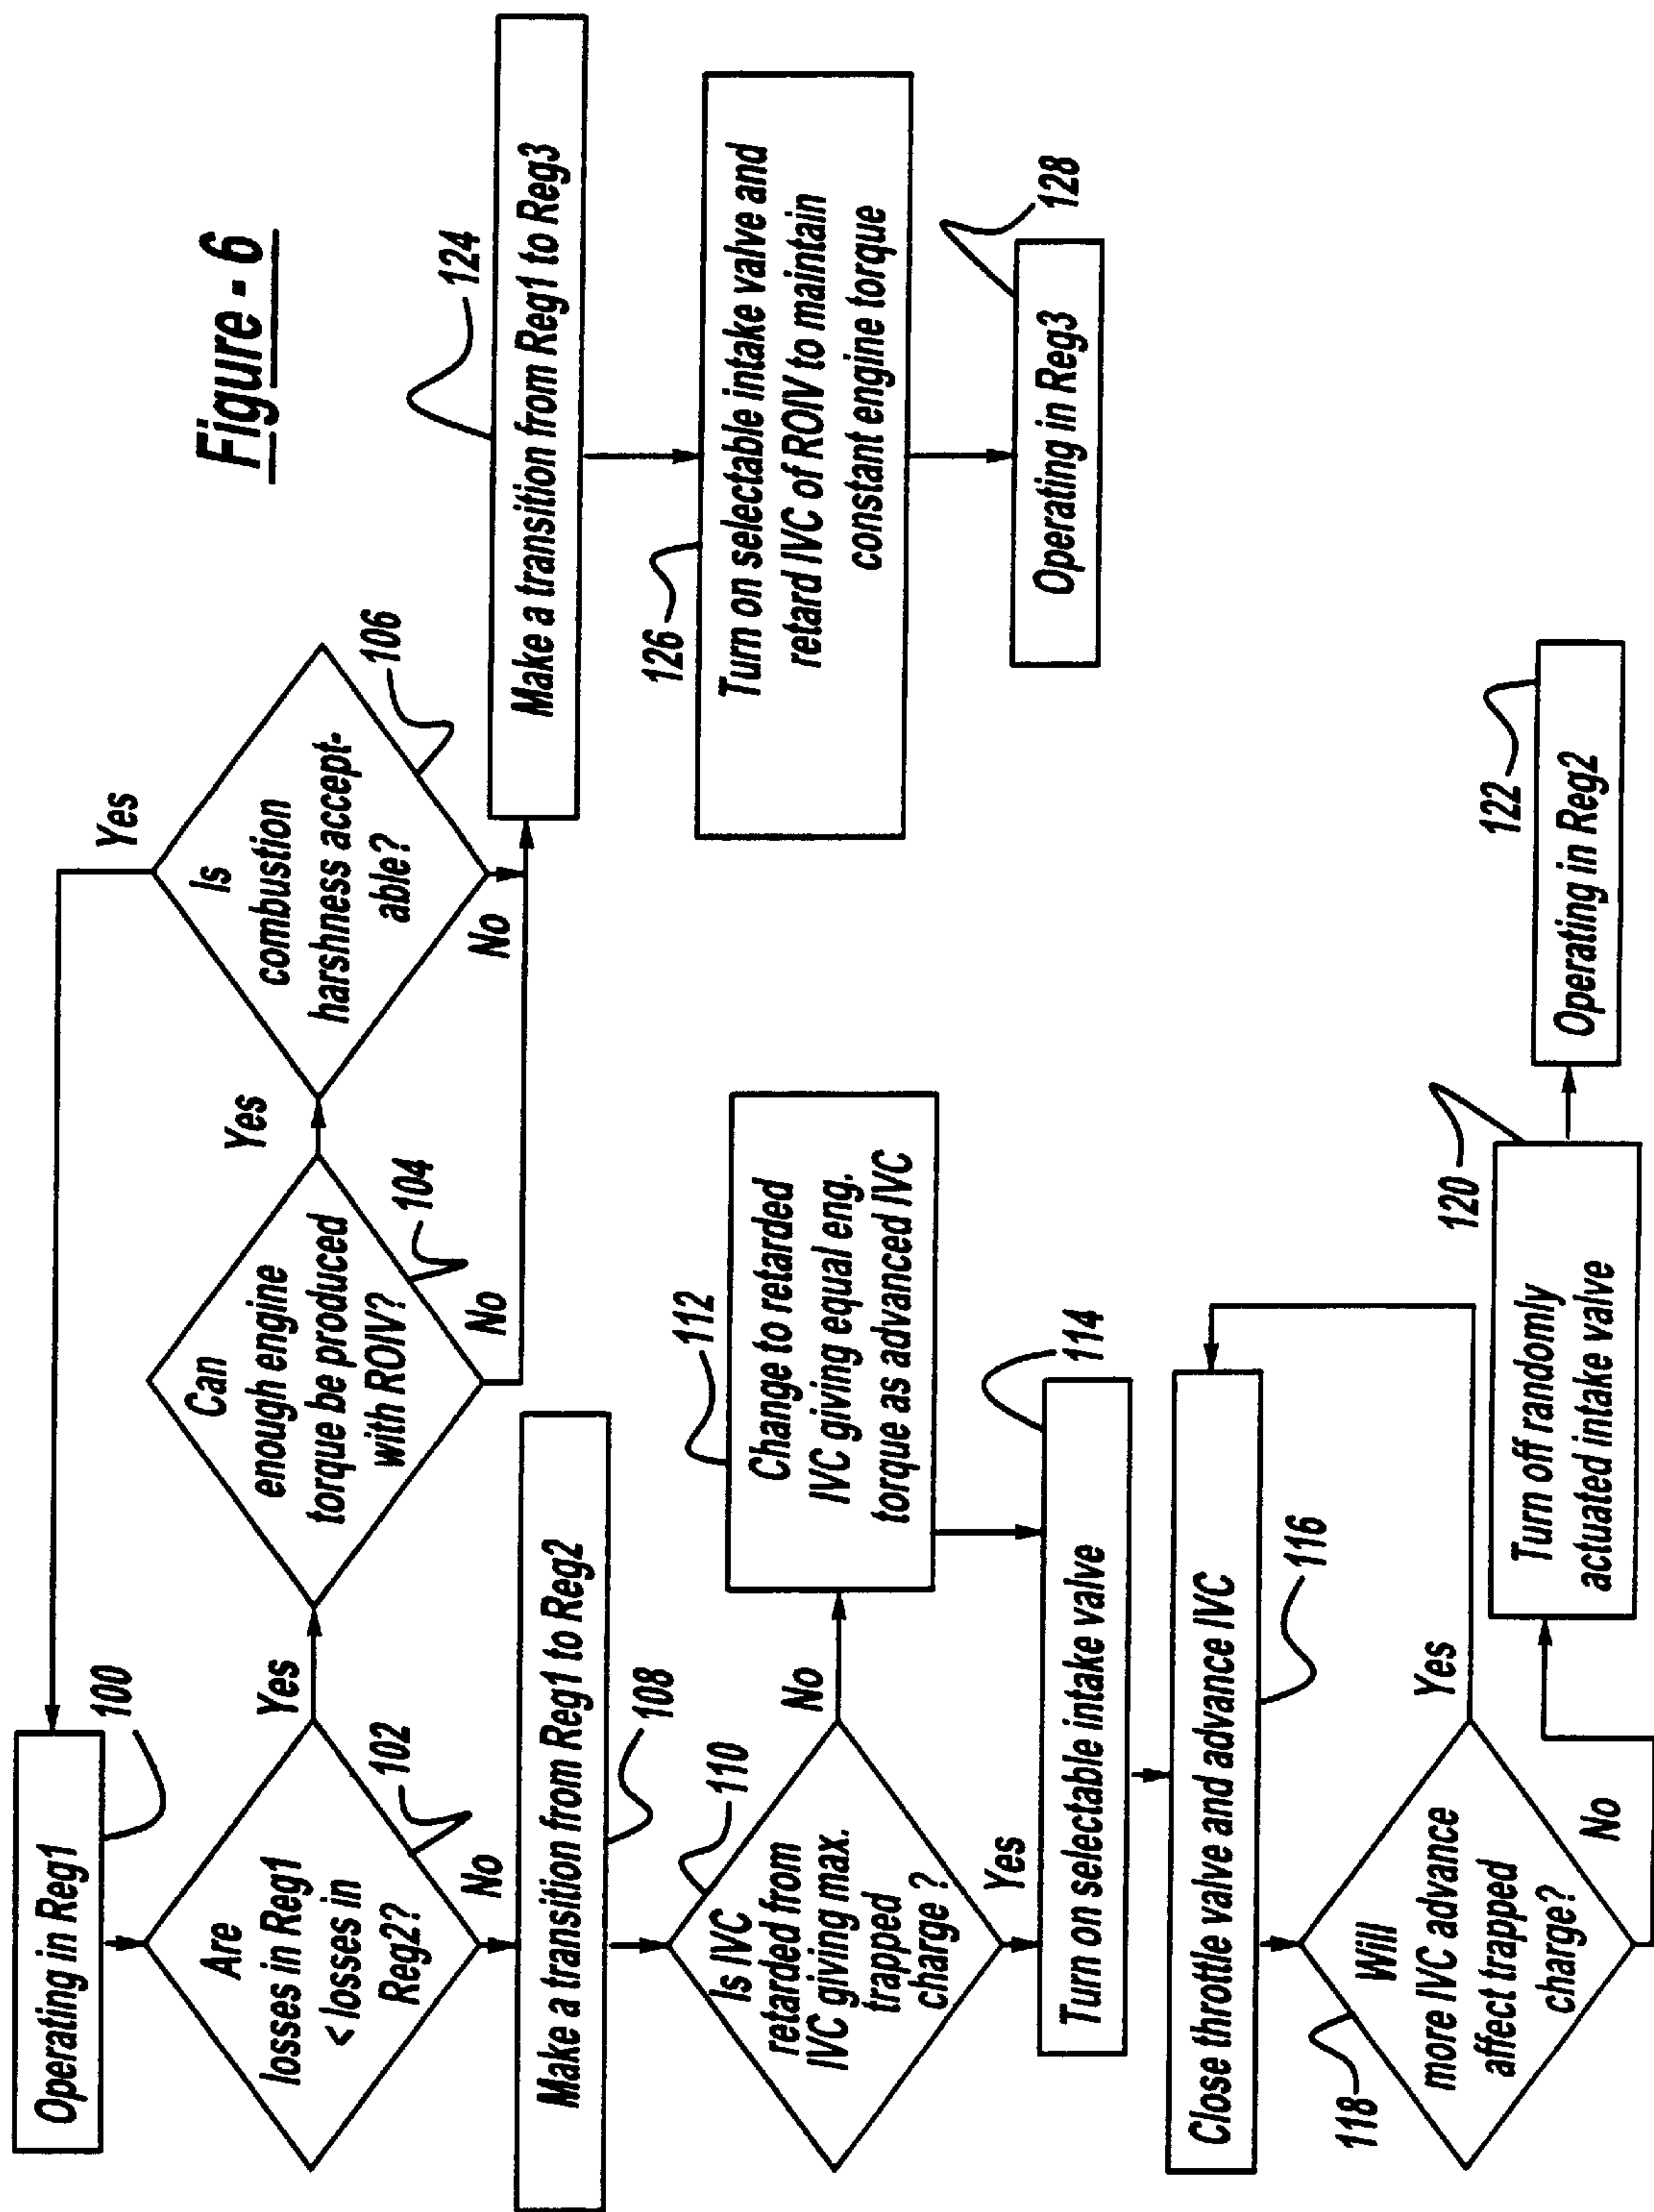 Figure - 6
Operating in Reg1
100
Are
losses in Reg1
< losses in
Reg2?
102
Yes
No
Can
enough engine
torque be produced
with ROIV?
104
Yes
No
Is
combustion
harshness accept-
able?
106
Yes
No
Make a transition from Reg1 to Reg2
108
Is IVC
retarded from
IVC giving max.
trapped
charge ?
110
No
Yes
Change to retarded
IVC giving equal eng.
torque as advanced IVC
112
Turn on selectable intake valve
114
Close throttle valve and advance IVC
116
Will
more IVC advance
affect trapped
charge?
118
Yes
No
Turn off randomly
actuated intake valve
120
Operating in Reg2
122
Make a transition from Reg1 to Reg3
124
Turn on selectable intake valve and
retard IVC of ROIV to maintain
constant engine torque
126
Operating in Reg3
128